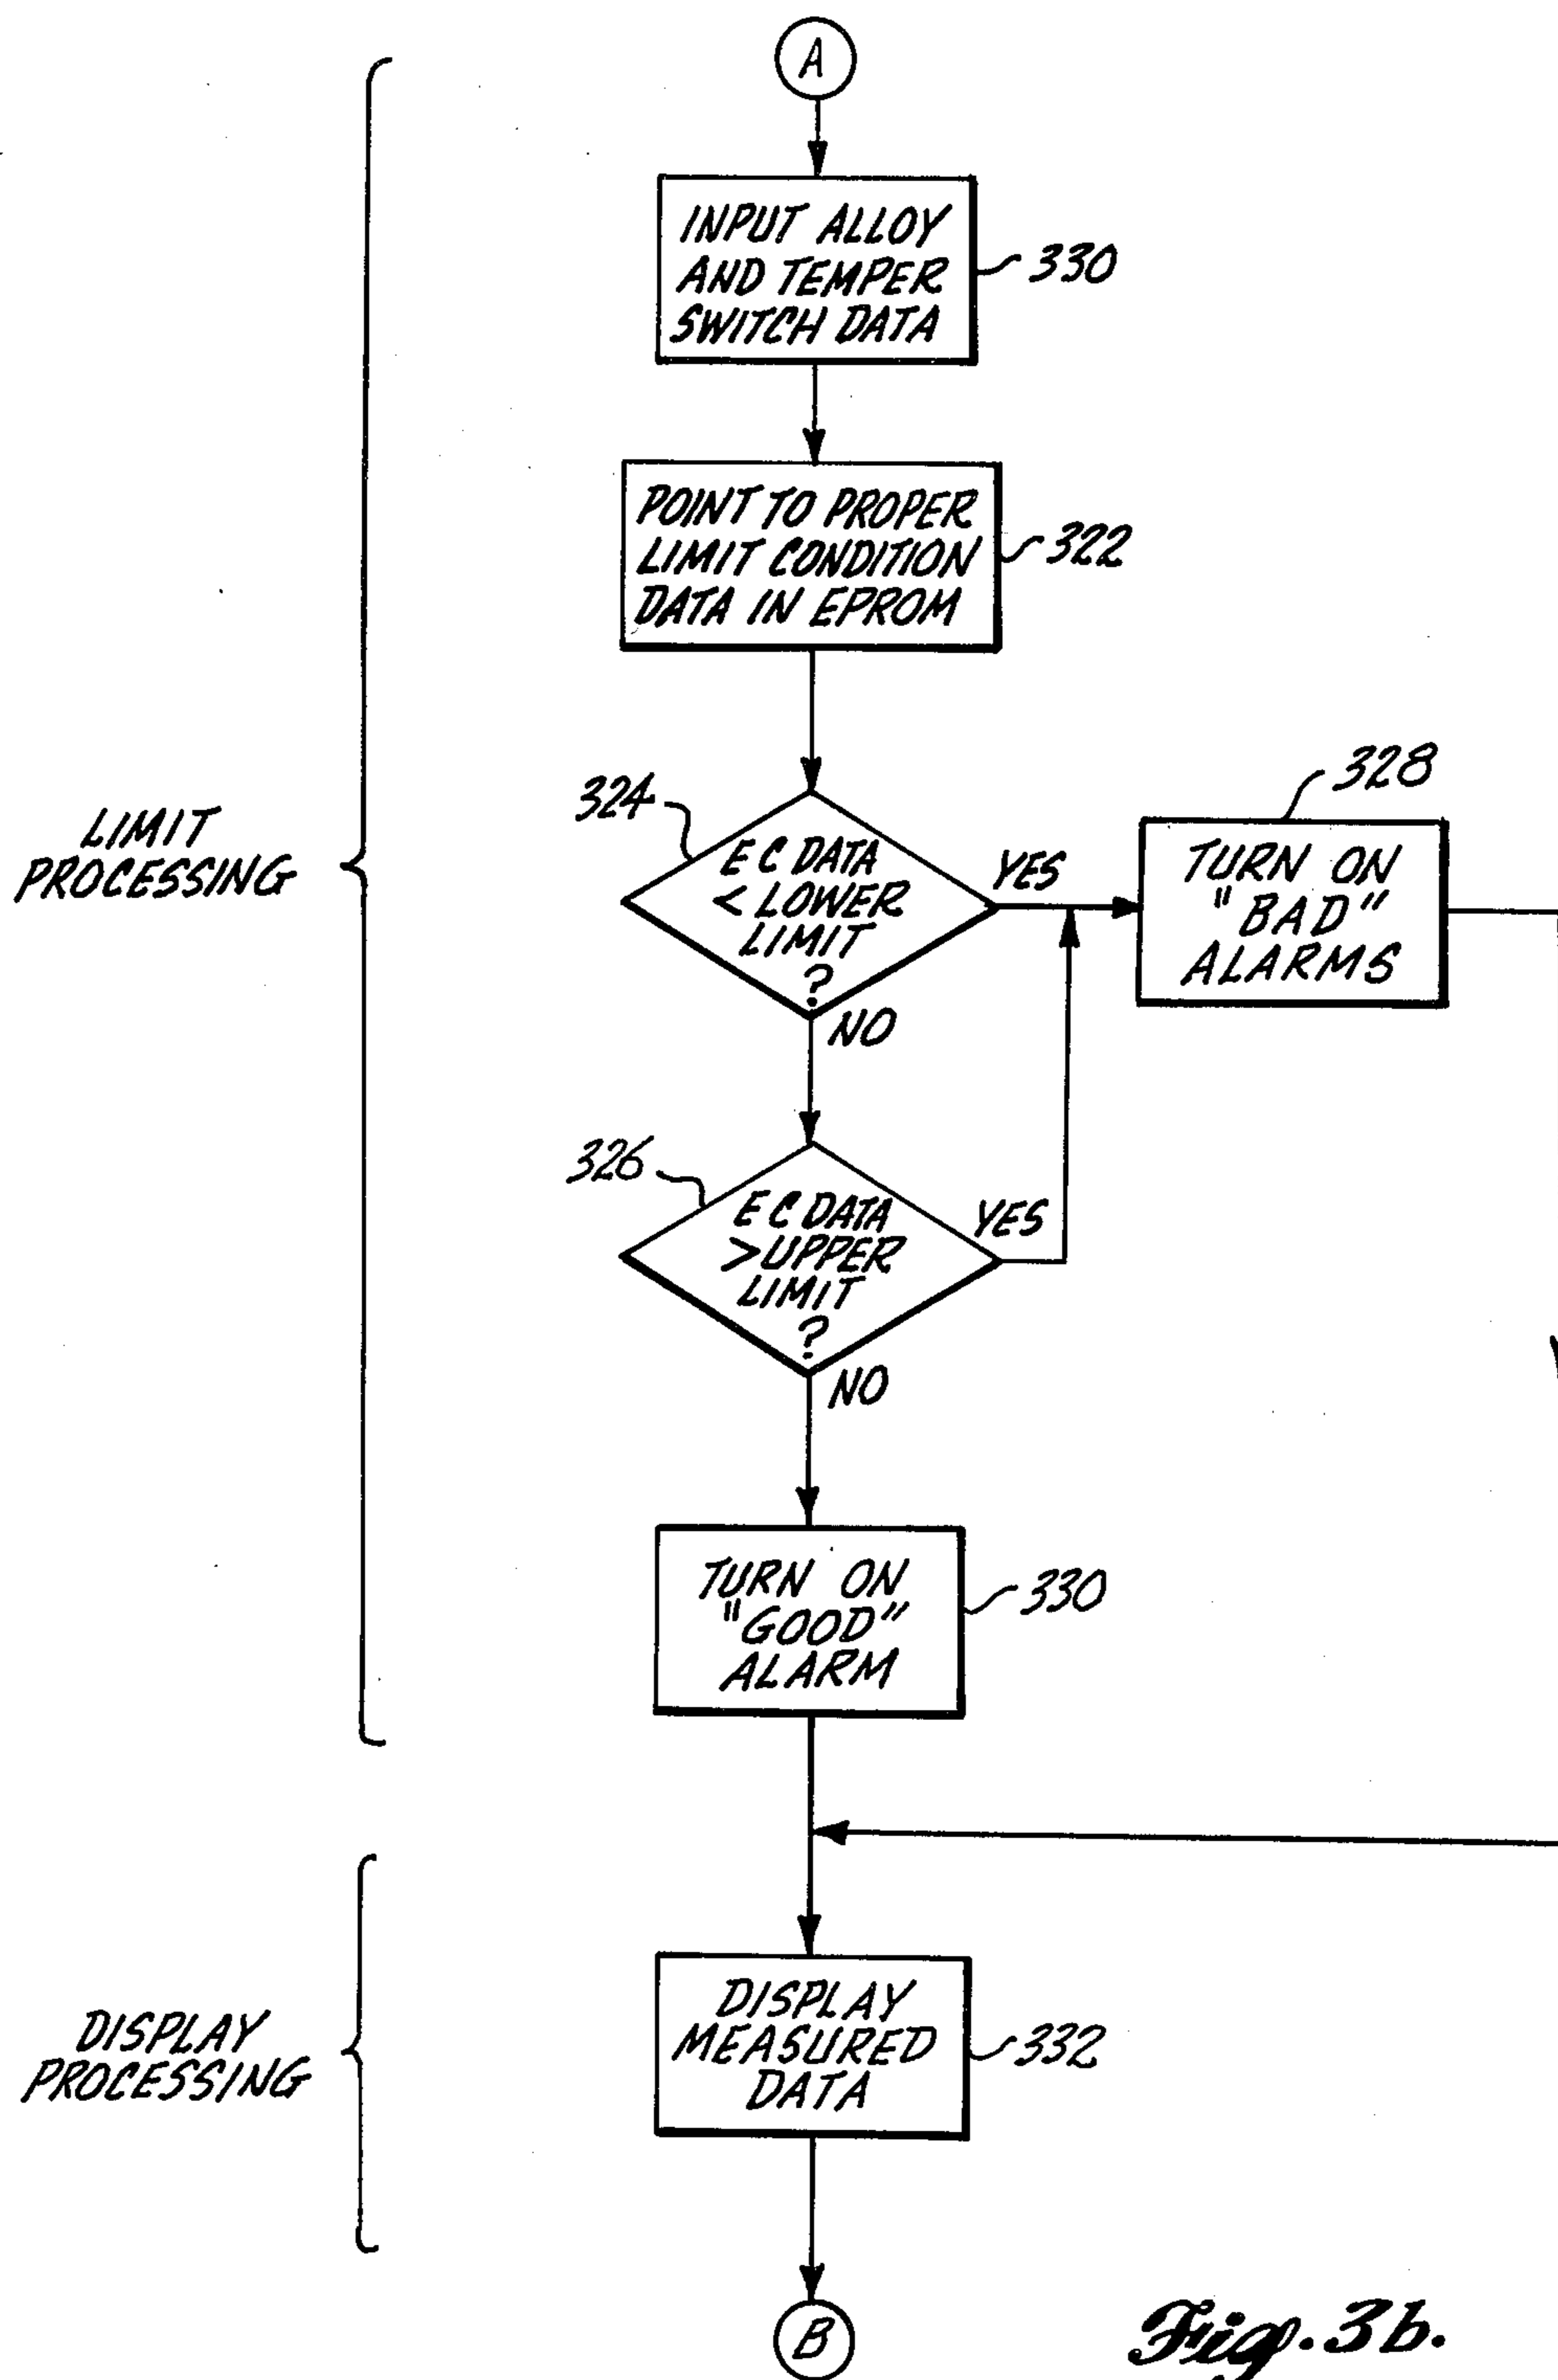 A
INPUT ALLOY
AND TEMPER
SWITCH DATA
330
POINT TO PROPER
LIMIT CONDITION
DATA IN EPROM
322
LIMIT
PROCESSING
324
E C DATA
< LOWER
LIMIT
?
YES
NO
328
TURN ON
"BAD"
ALARMS
326
E C DATA
> UPPER
LIMIT
?
YES
NO
TURN ON
"GOOD"
ALARM
330
DISPLAY
PROCESSING
DISPLAY
MEASURED
DATA
332
B
Fig. 3b.